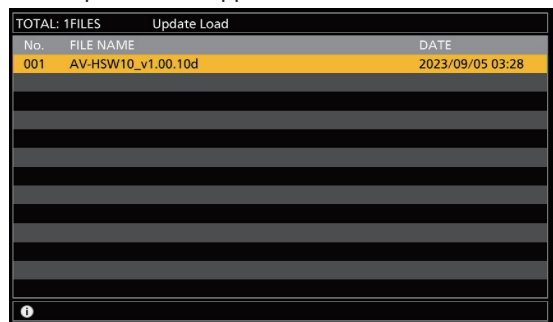 TOTAL: 1FILES Update Load
No. FILE NAME DATE
001 AV-HSW10_v1.00.10d 2023/09/05 03:28